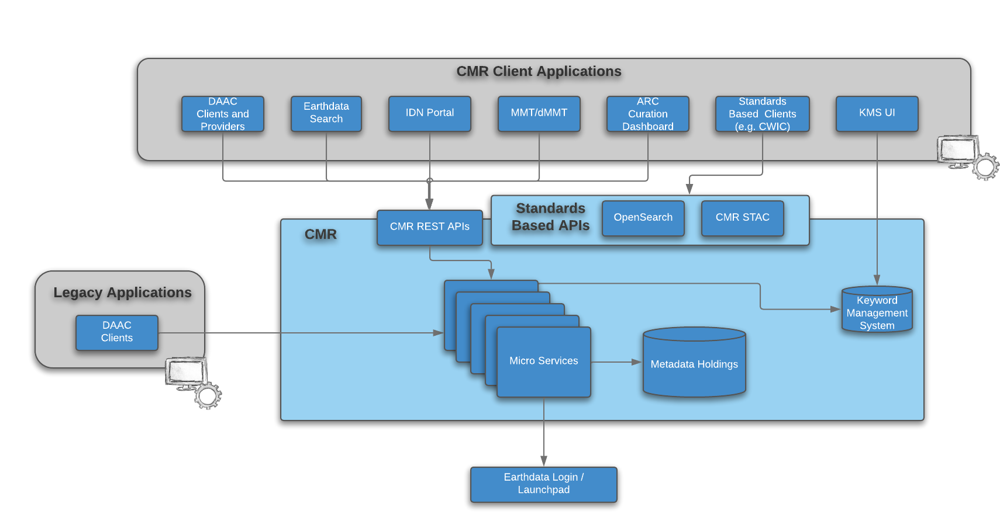 CMR Client Applications
DAAC
Clients and
Providers
Earthdata
Search
IDN Portal
MMT/dMMT
ARC
Curation
Dashboard
Standards
Based Clients
(e.g. CWIC)
KMS UI
Standards
Based APIs
OpenSearch
CMR STAC
CMR REST APIs
CMR
Legacy Applications
DAAC
Clients
Keyword
Management
System
Micro Services
Metadata Holdings
Earthdata Login /
Launchpad